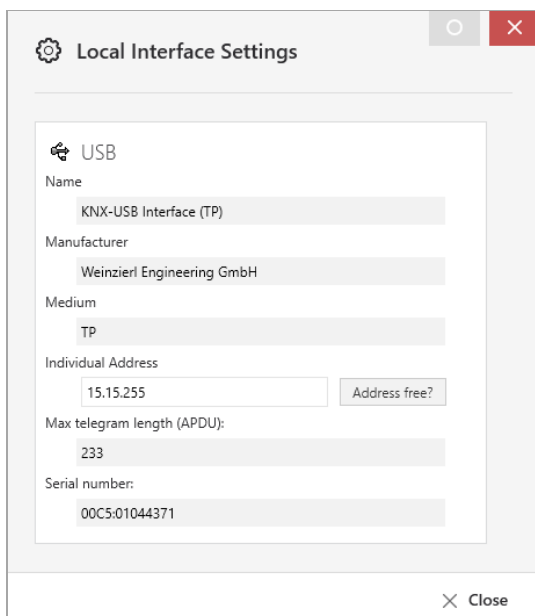 Local Interface Settings
USB
Name
KNX-USB Interface (TP)
Manufacturer
Weinzierl Engineering GmbH
Medium
TP
Individual Address
15.15.255
Address free?
Max telegram length (APDU):
233
Serial number:
00C5:01044371
Close